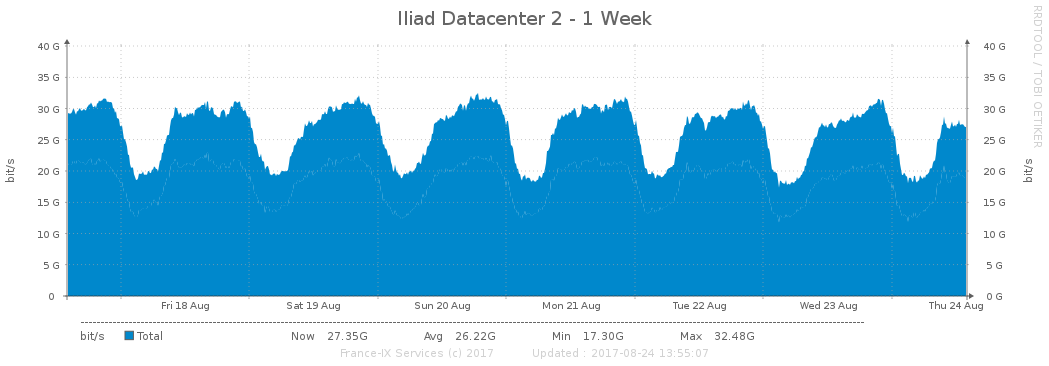 Iliad Datacenter 2 - 1 Week
RRDTOOL / TOBI OETIKER
40 G 40 G
35 G 35 G
30 G 30 G
25 G 25 G
20 G 20 G
15 G 15 G
10 G 10 G
5 G 5 G
0 0 G
bit/s bit/s
Fri 18 Aug Sat 19 Aug Sun 20 Aug Mon 21 Aug Tue 22 Aug Wed 23 Aug Thu 24 Aug
bit/s Total Now 27.35G Avg 26.22G Min 17.30G Max 32.48G
France-IX Services (c) 2017 Updated : 2017-08-24 13:55:07